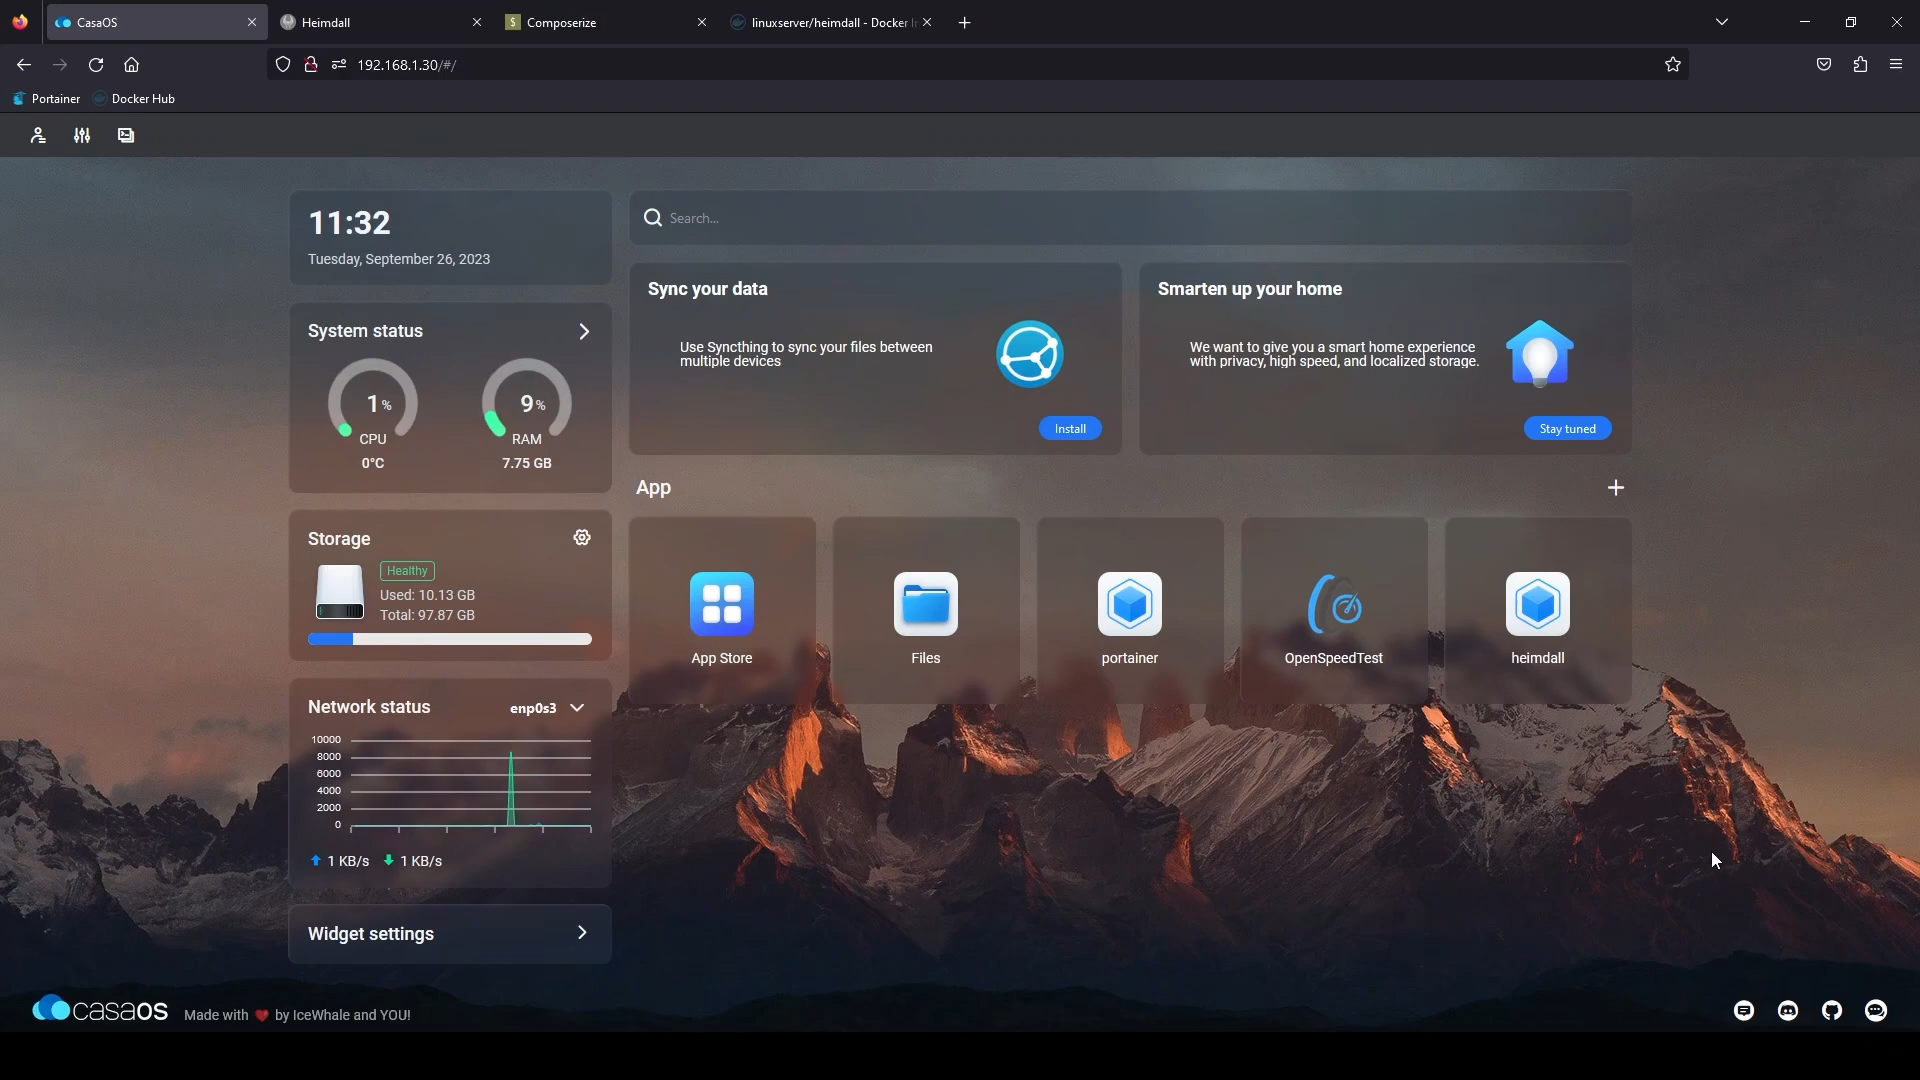 CasaOS
Heimdall
$
Composerize
linuxserver/heimdall - Docker I
192.168.1.30/#/
Portainer
Docker Hub
11:32
Tuesday, September 26, 2023
Search...
Sync your data
Use Syncthing to sync your files between
multiple devices
Install
Smarten up your home
We want to give you a smart home experience
with privacy, high speed, and localized storage.
Stay tuned
System status
1%
CPU
0°C
9%
RAM
7.75 GB
App
App Store
Files
portainer
OpenSpeedTest
heimdall
Storage
Healthy
Used: 10.13 GB
Total: 97.87 GB
Network status
enp0s3
10000
8000
6000
4000
2000
0
1 KB/s
1 KB/s
Widget settings
casaOS
Made with ❤ by IceWhale and YOU!